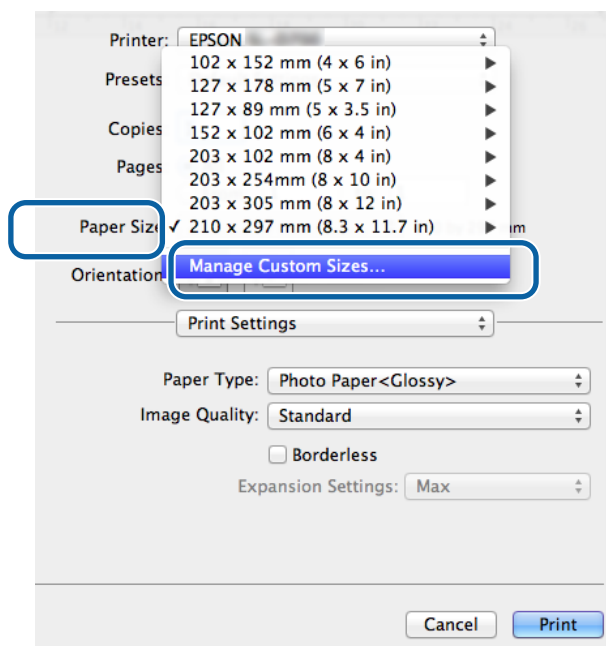 Printer: EPSON
102 x 152 mm (4 x 6 in)
Presets
127 x 178 mm (5 x 7 in)
127 x 89 mm (5 x 3.5 in)
Copies
152 x 102 mm (6 x 4 in)
Pages
203 x 102 mm (8 x 4 in)
203 x 254mm (8 x 10 in)
203 x 305 mm (8 x 12 in)
Paper Size ✓ 210 x 297 mm (8.3 x 11.7 in) mm
Orientation Manage Custom Sizes...
Print Settings
Paper Type: Photo Paper<Glossy>
Image Quality: Standard
Borderless
Expansion Settings: Max
Cancel Print